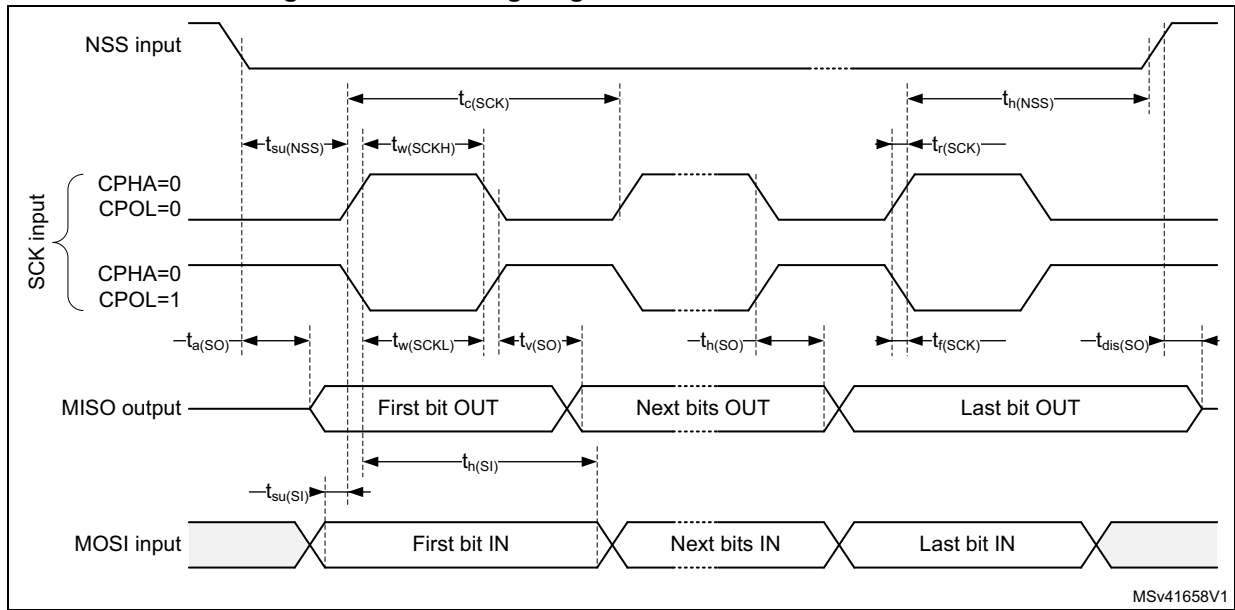 NSS input
tc(SCK)
th(NSS)
tsu(NSS)
tw(SCKH)
tr(SCK)
CPHA=0
CPOL=0
SCK input
CPHA=0
CPOL=1
ta(SO)
tw(SCKL)
tv(SO)
th(SO)
tf(SCK)
tdis(SO)
MISO output
First bit OUT
Next bits OUT
Last bit OUT
th(SI)
tsu(SI)
MOSI input
First bit IN
Next bits IN
Last bit IN
MSv41658V1